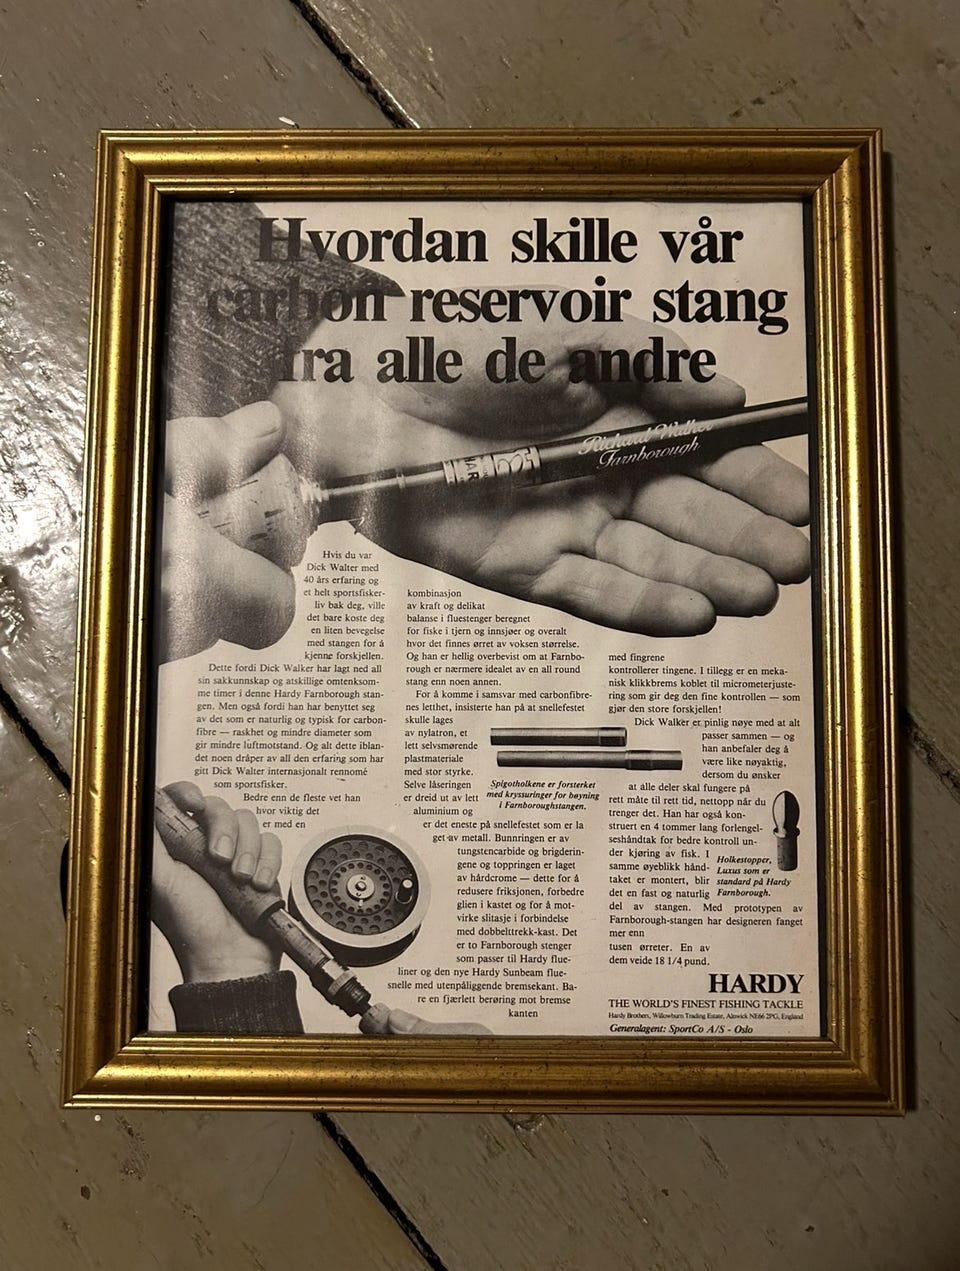 Hvordan skille vår
carbon reservoir stang
fra alle de andre
HAR
Richard Walker
Farnborough
Hvis du var
Dick Walter med
40 års erfaring og
et helt sportsfisker-
liv bak deg, ville
det bare koste deg
en liten bevegelse
med stangen for å
kjenne forskjellen.
Dette fordi Dick Walker har lagt ned all
sin sakkunnskap og atskillige omtenksom-
me timer i denne Hardy Farnborough stan-
gen. Men også fordi han har benyttet seg
av det som er naturlig og typisk for carbon-
fibre — raskhet og mindre diameter som
gir mindre luftmotstand. Og alt dette iblan-
det noen dråper av all den erfaring som har
gitt Dick Walter internasjonalt rennomé
som sportsfisker.
Bedre enn de fleste vet han
hvor viktig det
er med en
kombinasjon
av kraft og delikat
balanse i fluestenger beregnet
for fiske i tjern og innsjøer og overalt
hvor det finnes ørret av voksen størrelse.
Og han er hellig overbevist om at Farnbo-
rough er nærmere idealet av en all round
stang enn noen annen.
For å komme i samsvar med carbonfibre-
nes letthet, insisterte han på at snellefestet
skulle lages
av nylatron, et
lett selvsmørende
plastmateriale
med stor styrke.
Selve låseringen
er dreid ut av lett
aluminium og
er det eneste på snellefestet som er la
get av metall. Bunnringen er av
tungstencarbide og brigderin-
gene og toppringen er laget
av hårdcrome — dette for å
redusere friksjonen, forbedre
glien i kastet og for å mot-
virke slitasje i forbindelse
med dobbelttrekk-kast. Det
er to Farnborough stenger
som passer til Hardy flue-
liner og den nye Hardy Sunbeam flue-
snelle med utenpåliggende bremsekant. Ba-
re en fjærlett berøring mot bremse
kanten
Spigotholkene er forsterket
med kryssuringer for bøyning
i Farnboroughstangen.
med fingrene
kontrollerer tingene. I tillegg er en meka-
nisk klikkbrems koblet til micrometerjuste-
ring som gir deg den fine kontrollen — som
gjør den store forskjellen!
Dick Walker er pinlig nøye med at alt
passer sammen — og
han anbefaler deg å
være like nøyaktig,
dersom du ønsker
at alle deler skal fungere på
rett måte til rett tid, nettopp når du
trenger det. Han har også kon-
struert en 4 tommer lang forlengel-
seshåndtak for bedre kontroll un-
der kjøring av fisk. I
samme øyeblikk hånd-
taket er montert, blir
det en fast og naturlig
del av stangen. Med prototypen av
Farnborough-stangen har designeren fanget
mer enn
tusen ørreter. En av
dem veide 18 1/4 pund.
Holkestopper,
Luxus som er
standard på Hardy
Farnborough.
HARDY
THE WORLD'S FINEST FISHING TACKLE
Hardy Brothers, Willowburn Trading Estate, Alnwick NE66 2PG, England
Generalagent: SportCo A/S - Oslo